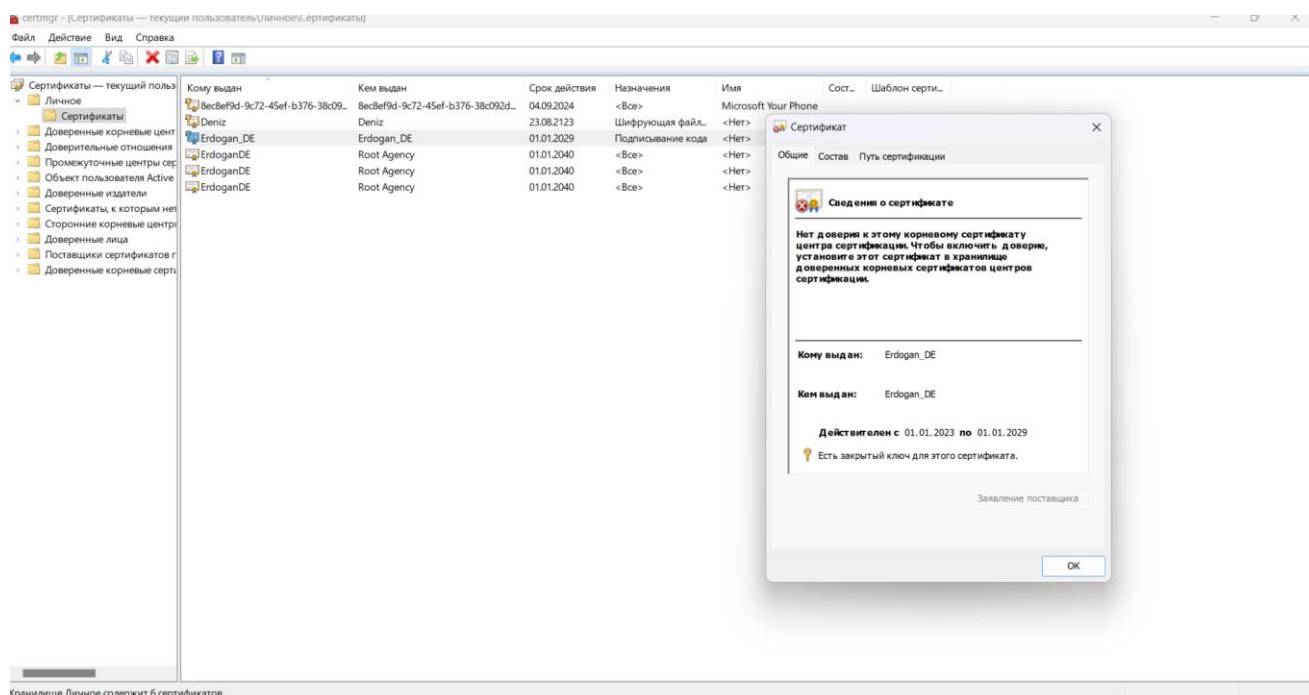 certmgr - [Сертификаты — текущий пользователь\Личное\Сертификаты]
Файл Действие Вид Справка
Сертификаты — текущий польз
Личное
Сертификаты
Доверенные корневые цент
Доверительные отношения
Промежуточные центры сер
Объект пользователя Active
Доверенные издатели
Сертификаты, к которым нет
Сторонние корневые центры
Доверенные лица
Поставщики сертификатов г
Доверенные корневые серти
Кому выдан Кем выдан Срок действия Назначения Имя Сост... Шаблон серти...
8ec8ef9d-9c72-45ef-b376-38c09... 8ec8ef9d-9c72-45ef-b376-38c092d... 04.09.2024 <Все> Microsoft Your Phone
Deniz Deniz 23.08.2123 Шифрующая файл... <Нет>
Erdogan_DE Erdogan_DE 01.01.2029 Подписывание кода <Нет>
ErdoganDE Root Agency 01.01.2040 <Все> <Нет>
ErdoganDE Root Agency 01.01.2040 <Все> <Нет>
ErdoganDE Root Agency 01.01.2040 <Все> <Нет>
Сертификат
Общие Состав Путь сертификации
Сведения о сертификате
Нет доверия к этому корневому сертификату
центра сертификации. Чтобы включить доверие,
установите этот сертификат в хранилище
доверенных корневых сертификатов центров
сертификации.
Кому выдан: Erdogan_DE
Кем выдан: Erdogan_DE
Действителен с 01.01.2023 по 01.01.2029
Есть закрытый ключ для этого сертификата.
Заявление поставщика
ОК
Хранилище Личное содержит 6 сертификатов.